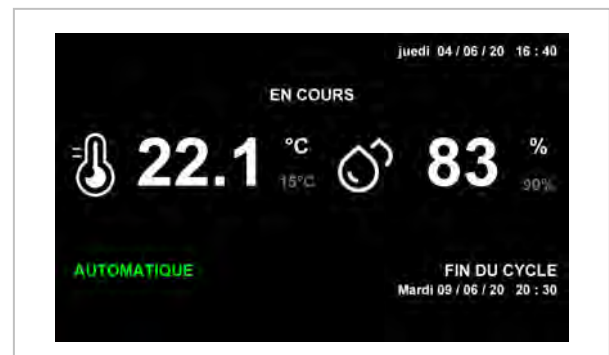 juedi 04 / 06 / 20 16 : 40
EN COURS
22.1 °C 83 %
15°C 90%
AUTOMATIQUE FIN DU CYCLE
Mardi 09 / 06 / 20 20 : 30